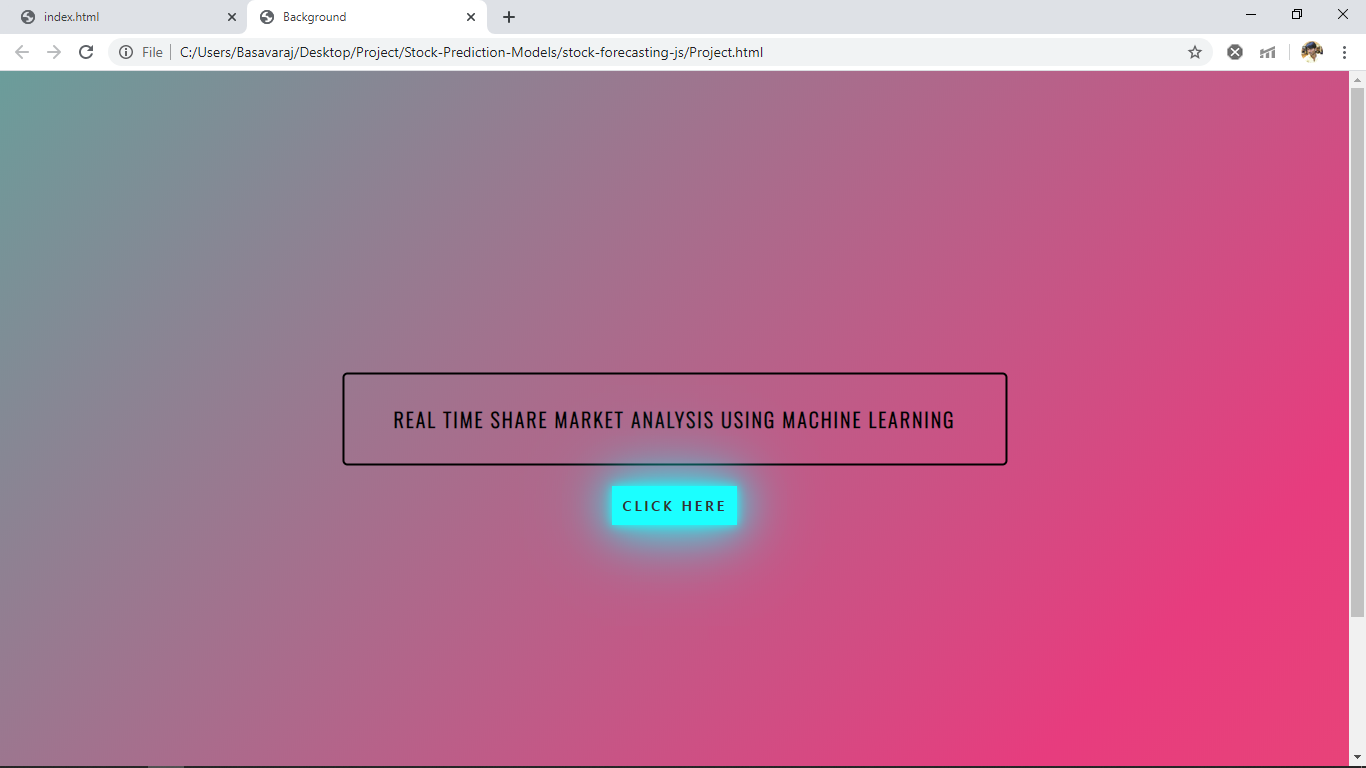 index.html
Background
File
C:/Users/Basavaraj/Desktop/Project/Stock-Prediction-Models/stock-forecasting-js/Project.html
REAL TIME SHARE MARKET ANALYSIS USING MACHINE LEARNING
CLICK HERE